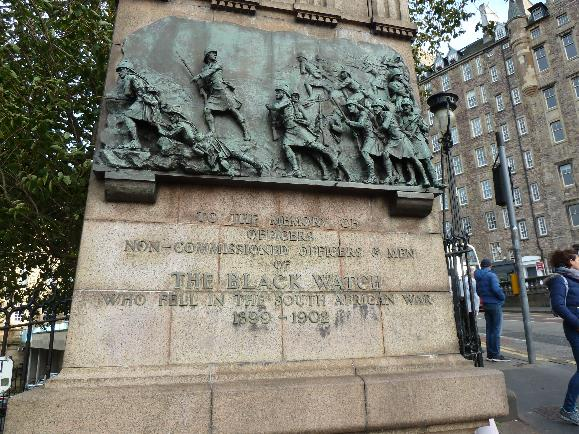 TO THE MEMORY OF
OFFICERS
NON-COMMISSIONED OFFICERS & MEN
OF
THE BLACK WATCH
WHO FELL IN THE SOUTH AFRICAN WAR
1899-1902